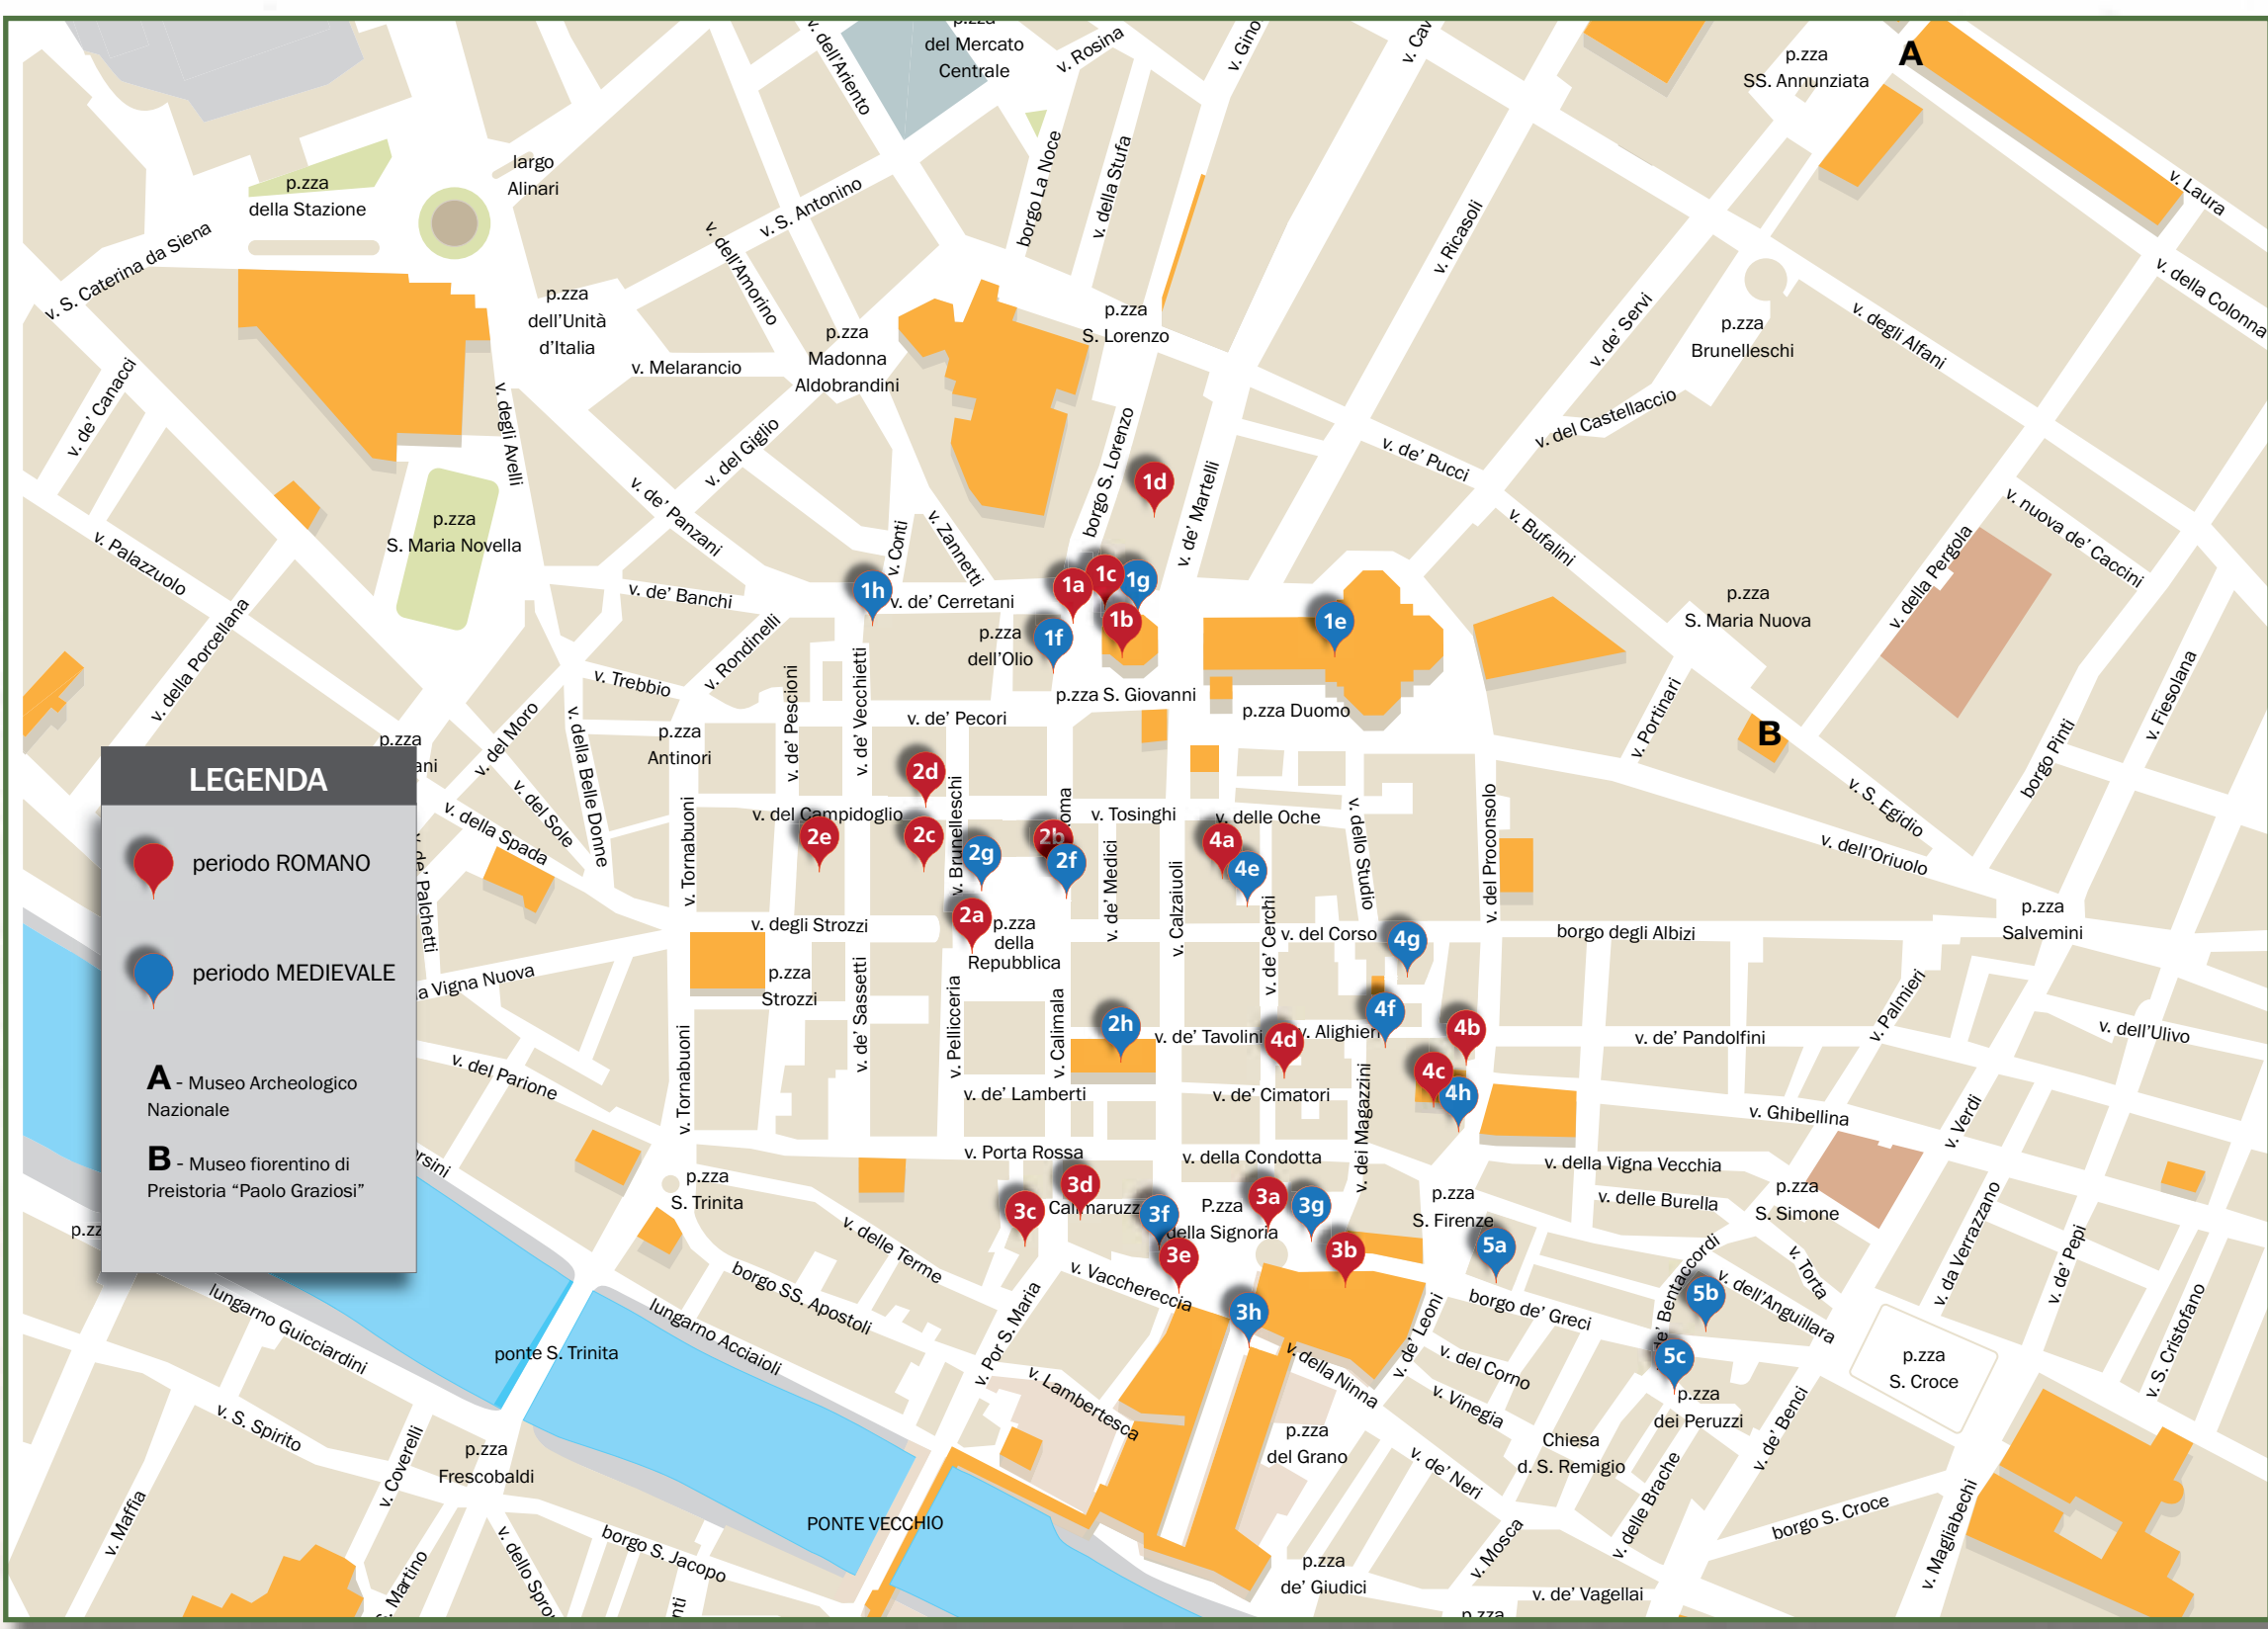 p.zza
del Mercato
Centrale
v. dell'Ariento
v. Rosina
v. Gino
v. Cav
p.zza
SS. Annunziata
A
v. Laura
largo
Alinari
p.zza
della Stazione
v. S. Caterina da Siena
v. S. Antonino
v. dell'Amorino
borgo La Noce
v. della Stufa
v. Ricasoli
v. della Colonna
p.zza
dell'Unità
d'Italia
p.zza
Madonna
Aldobrandini
v. Melarancio
p.zza
S. Lorenzo
v. de' Servi
p.zza
Brunelleschi
v. degli Alfani
v. de' Canacci
v. degli Avelli
v. del Giglio
borgo S. Lorenzo
1d
v. de' Martelli
v. de' Pucci
v. del Castellaccio
v. de' Panzani
v. Conti
v. Zannetti
v. Bufalini
v. nuova de' Caccini
v. della Pergola
p.zza
S. Maria Novella
v. Palazzuolo
v. della Porcellana
v. de' Banchi
1h
v. de' Cerretani
1a
1c
1g
1b
1f
1e
p.zza
dell'Olio
p.zza
S. Maria Nuova
v. Rondinelli
v. Trebbio
v. de' Pescioni
v. de' Vecchietti
p.zza S. Giovanni
p.zza Duomo
v. de' Pecori
v. Portinari
B
borgo Pinti
v. Fiesolana
p.zza
ani
v. del Moro
v. della Belle Donne
p.zza
Antinori
LEGENDA
periodo ROMANO
periodo MEDIEVALE
A - Museo Archeologico
Nazionale
B - Museo fiorentino di
Preistoria “Paolo Graziosi”
v. del Sole
v. della Spada
v. de' Palchetti
v. Tornabuoni
2d
v. del Campidoglio
2e
2c
v. Brunelleschi
2g
2b
oma
2f
v. Tosinghi
v. delle Oche
4a
4e
v. dello Studio
v. del Proconsolo
v. S. Egidio
v. dell'Oriuolo
v. de' Medici
v. Calzaiuoli
v. de' Cerchi
2a
p.zza
della
Repubblica
v. degli Strozzi
v. del Corso
4g
borgo degli Albizi
p.zza
Salvemini
a Vigna Nuova
p.zza
Strozzi
v. de' Sassetti
v. Pellicceria
v. Calimala
2h
v. de' Tavolini
4d
v. Alighieri
4f
4b
4c
4h
v. de' Pandolfini
v. Palmieri
v. dell'Ulivo
v. del Parione
v. Tornabuoni
v. de' Lamberti
v. de' Cimatori
v. dei Magazzini
v. Ghibellina
v. Verdi
rsini
v. Porta Rossa
v. della Condotta
v. della Vigna Vecchia
p.zza
S. Trinita
3d
3c
Calimaruzz
3f
3e
P.zza
della Signoria
3a
3g
3b
p.zza
S. Firenze
5a
v. delle Burella
p.zza
S. Simone
v. Torta
v. da Verrazzano
v. de' Pepi
v. S. Cristofano
p.zz
v. delle Terme
v. Vacchereccia
3h
v. de' Leoni
borgo de' Greci
e' Bentaccordi
5b
v. dell'Anguillara
5c
p.zza
dei Peruzzi
lungarno Guicciardini
ponte S. Trinita
lungarno Acciaioli
borgo SS. Apostoli
v. Por S. Maria
v. Lambertesca
v. della Ninna
v. del Corno
v. Vinegia
p.zza
S. Croce
v. S. Spirito
v. Coverelli
p.zza
Frescobaldi
p.zza
del Grano
Chiesa
d. S. Remigio
v. de' Neri
v. de' Benci
v. delle Brache
borgo S. Croce
v. Magliabechi
v. Maffia
PONTE VECCHIO
borgo S. Jacopo
v. dello Spro
. Martino
nti
v. Mosca
p.zza
de' Giudici
v. de' Vagellai
p.zza